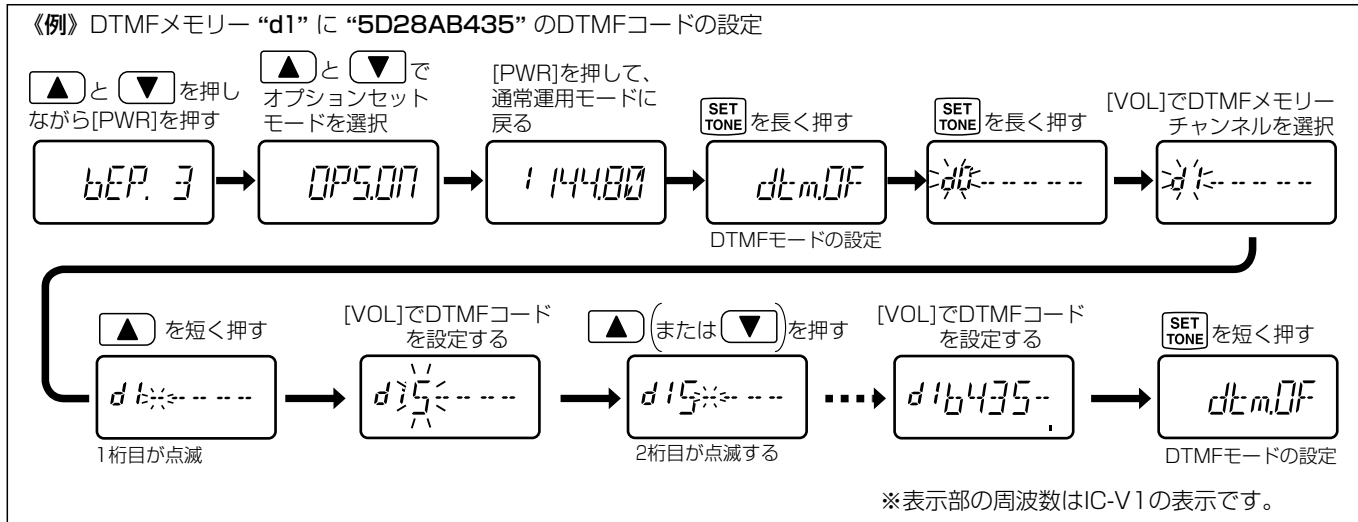 《例》DTMFメモリー “d1” に “5D28AB435” のDTMFコードの設定
▲と▼を押し
ながら[PWR]を押す
bEP. 3
▲と▼で
オプションセット
モードを選択
OPS.ON
[PWR]を押して、
通常運用モードに
戻る
1 144.80
SET
TONE を長く押す
dtm.OF
DTMFモードの設定
SET
TONE を長く押す
d0------
[VOL]でDTMFメモリー
チャンネルを選択
d1------
▲ を短く押す
d1------
1桁目が点滅
[VOL]でDTMFコード
を設定する
d15-----
▲(または▼)を押す
d15-----
2桁目が点滅する
[VOL]でDTMFコード
を設定する
d1b435-
SET
TONE を短く押す
dtm.OF
DTMFモードの設定
※表示部の周波数はIC-V1の表示です。